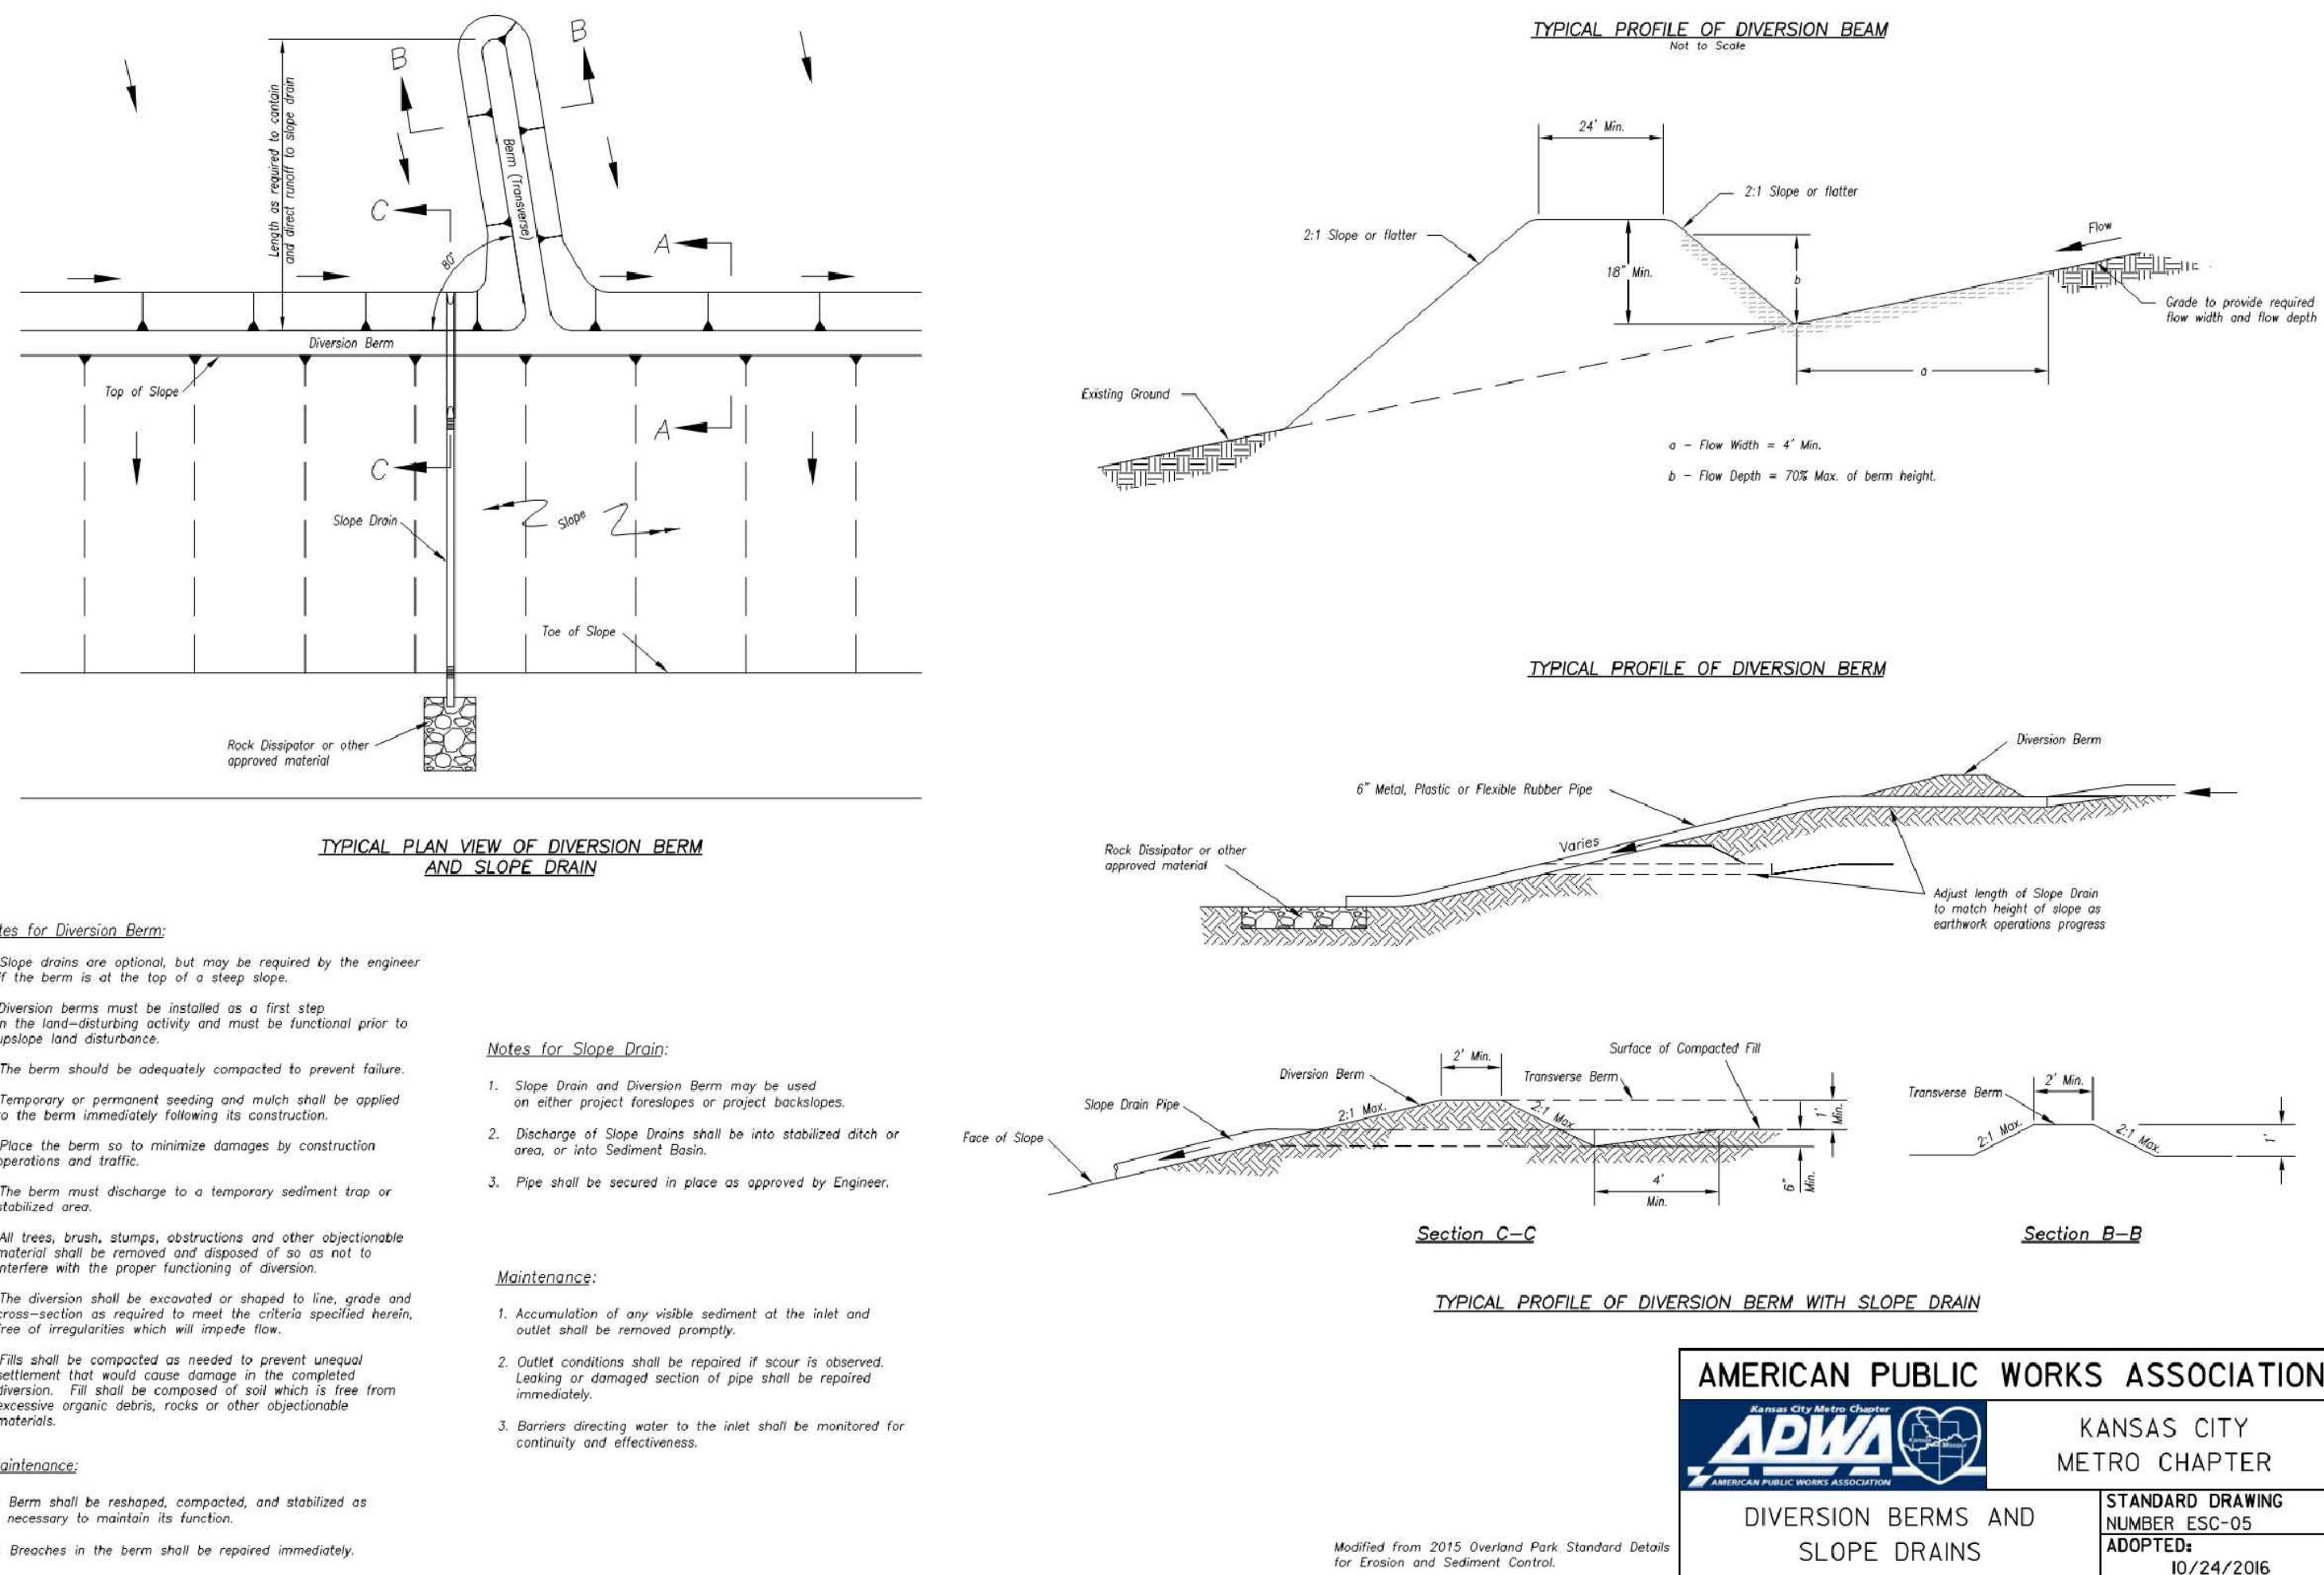 B
B
Length as required to contain
and direct runoff to slope drain
Berm (Transverse)
C
80°
A
Diversion Berm
Top of Slope
A
C
Slope Drain
Slope
Toe of Slope
Rock Dissipator or other
approved material
TYPICAL PLAN VIEW OF DIVERSION BERM
AND SLOPE DRAIN
tes for Diversion Berm:
Slope drains are optional, but may be required by the engineer
if the berm is at the top of a steep slope.
Diversion berms must be installed as a first step
n the land-disturbing activity and must be functional prior to
upslope land disturbance.
The berm should be adequately compacted to prevent failure.
Temporary or permanent seeding and mulch shall be applied
o the berm immediately following its construction.
Place the berm so to minimize damages by construction
operations and traffic.
The berm must discharge to a temporary sediment trap or
stabilized area.
All trees, brush, stumps, obstructions and other objectionable
material shall be removed and disposed of so as not to
nterfere with the proper functioning of diversion.
The diversion shall be excavated or shaped to line, grade and
cross-section as required to meet the criteria specified herein,
free of irregularities which will impede flow.
Fills shall be compacted as needed to prevent unequal
settlement that would cause damage in the completed
diversion. Fill shall be composed of soil which is free from
excessive organic debris, rocks or other objectionable
materials.
aintenance:
Berm shall be reshaped, compacted, and stabilized as
necessary to maintain its function.
Breaches in the berm shall be repaired immediately.
Notes for Slope Drain:
1. Slope Drain and Diversion Berm may be used
on either project foreslopes or project backslopes.
2. Discharge of Slope Drains shall be into stabilized ditch or
area, or into Sediment Basin.
3. Pipe shall be secured in place as approved by Engineer.
Maintenance:
1. Accumulation of any visible sediment at the inlet and
outlet shall be removed promptly.
2. Outlet conditions shall be repaired if scour is observed.
Leaking or damaged section of pipe shall be repaired
immediately.
3. Barriers directing water to the inlet shall be monitored for
continuity and effectiveness.
TYPICAL PROFILE OF DIVERSION BEAM
Not to Scale
24' Min.
2:1 Slope or flatter
2:1 Slope or flatter
Flow
18" Min.
b
Grade to provide required
flow width and flow depth
a
Existing Ground
a - Flow Width = 4' Min.
b - Flow Depth = 70% Max. of berm height.
TYPICAL PROFILE OF DIVERSION BERM
Diversion Berm
6" Metal, Plastic or Flexible Rubber Pipe
Varies
Rock Dissipator or other
approved material
Adjust length of Slope Drain
to match height of slope as
earthwork operations progress
2' Min.
Surface of Compacted Fill
Diversion Berm
Transverse Berm
Slope Drain Pipe
2:1 Max.
2:1 Max.
1'
Min.
Face of Slope
4'
Min.
6"
Min.
Section C-C
Transverse Berm
2' Min.
2:1 Max.
2:1 Max.
1'
Section B-B
TYPICAL PROFILE OF DIVERSION BERM WITH SLOPE DRAIN
Modified from 2015 Overland Park Standard Details
for Erosion and Sediment Control.
AMERICAN PUBLIC WORKS ASSOCIATION
Kansas City Metro Chapter
APWA
Kansas
Missouri
AMERICAN PUBLIC WORKS ASSOCIATION
KANSAS CITY
METRO CHAPTER
DIVERSION BERMS AND
SLOPE DRAINS
STANDARD DRAWING
NUMBER ESC-05
ADOPTED:
10/24/2016